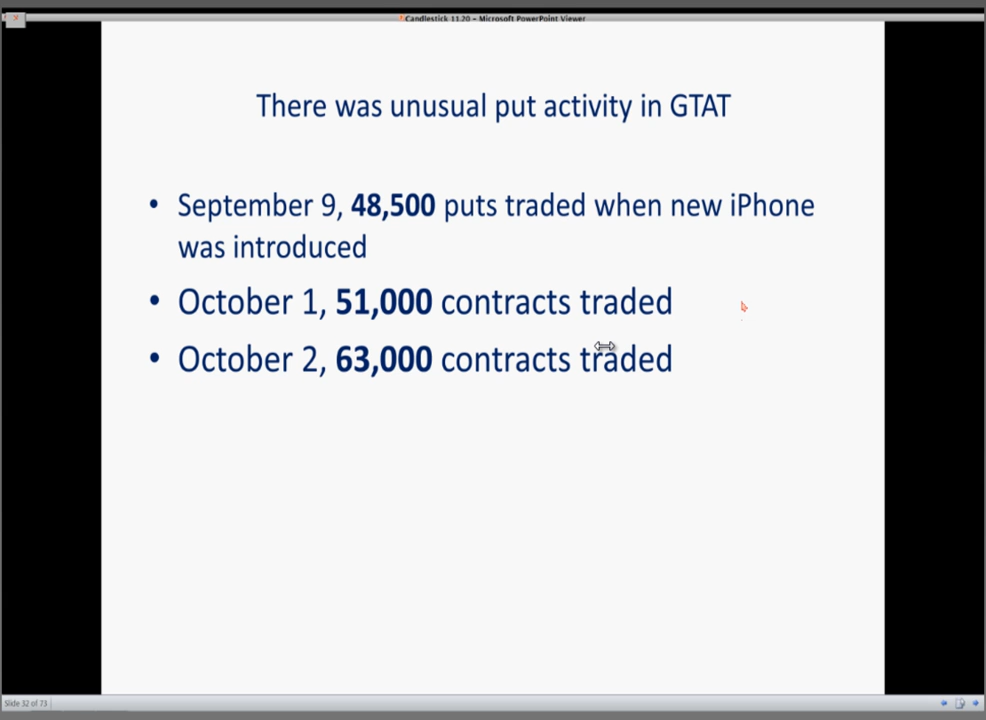 Candlestick 11.20 - Microsoft PowerPoint Viewer
There was unusual put activity in GTAT
• September 9, 48,500 puts traded when new iPhone
was introduced
• October 1, 51,000 contracts traded
• October 2, 63,000 contracts traded
Slide 32 of 73